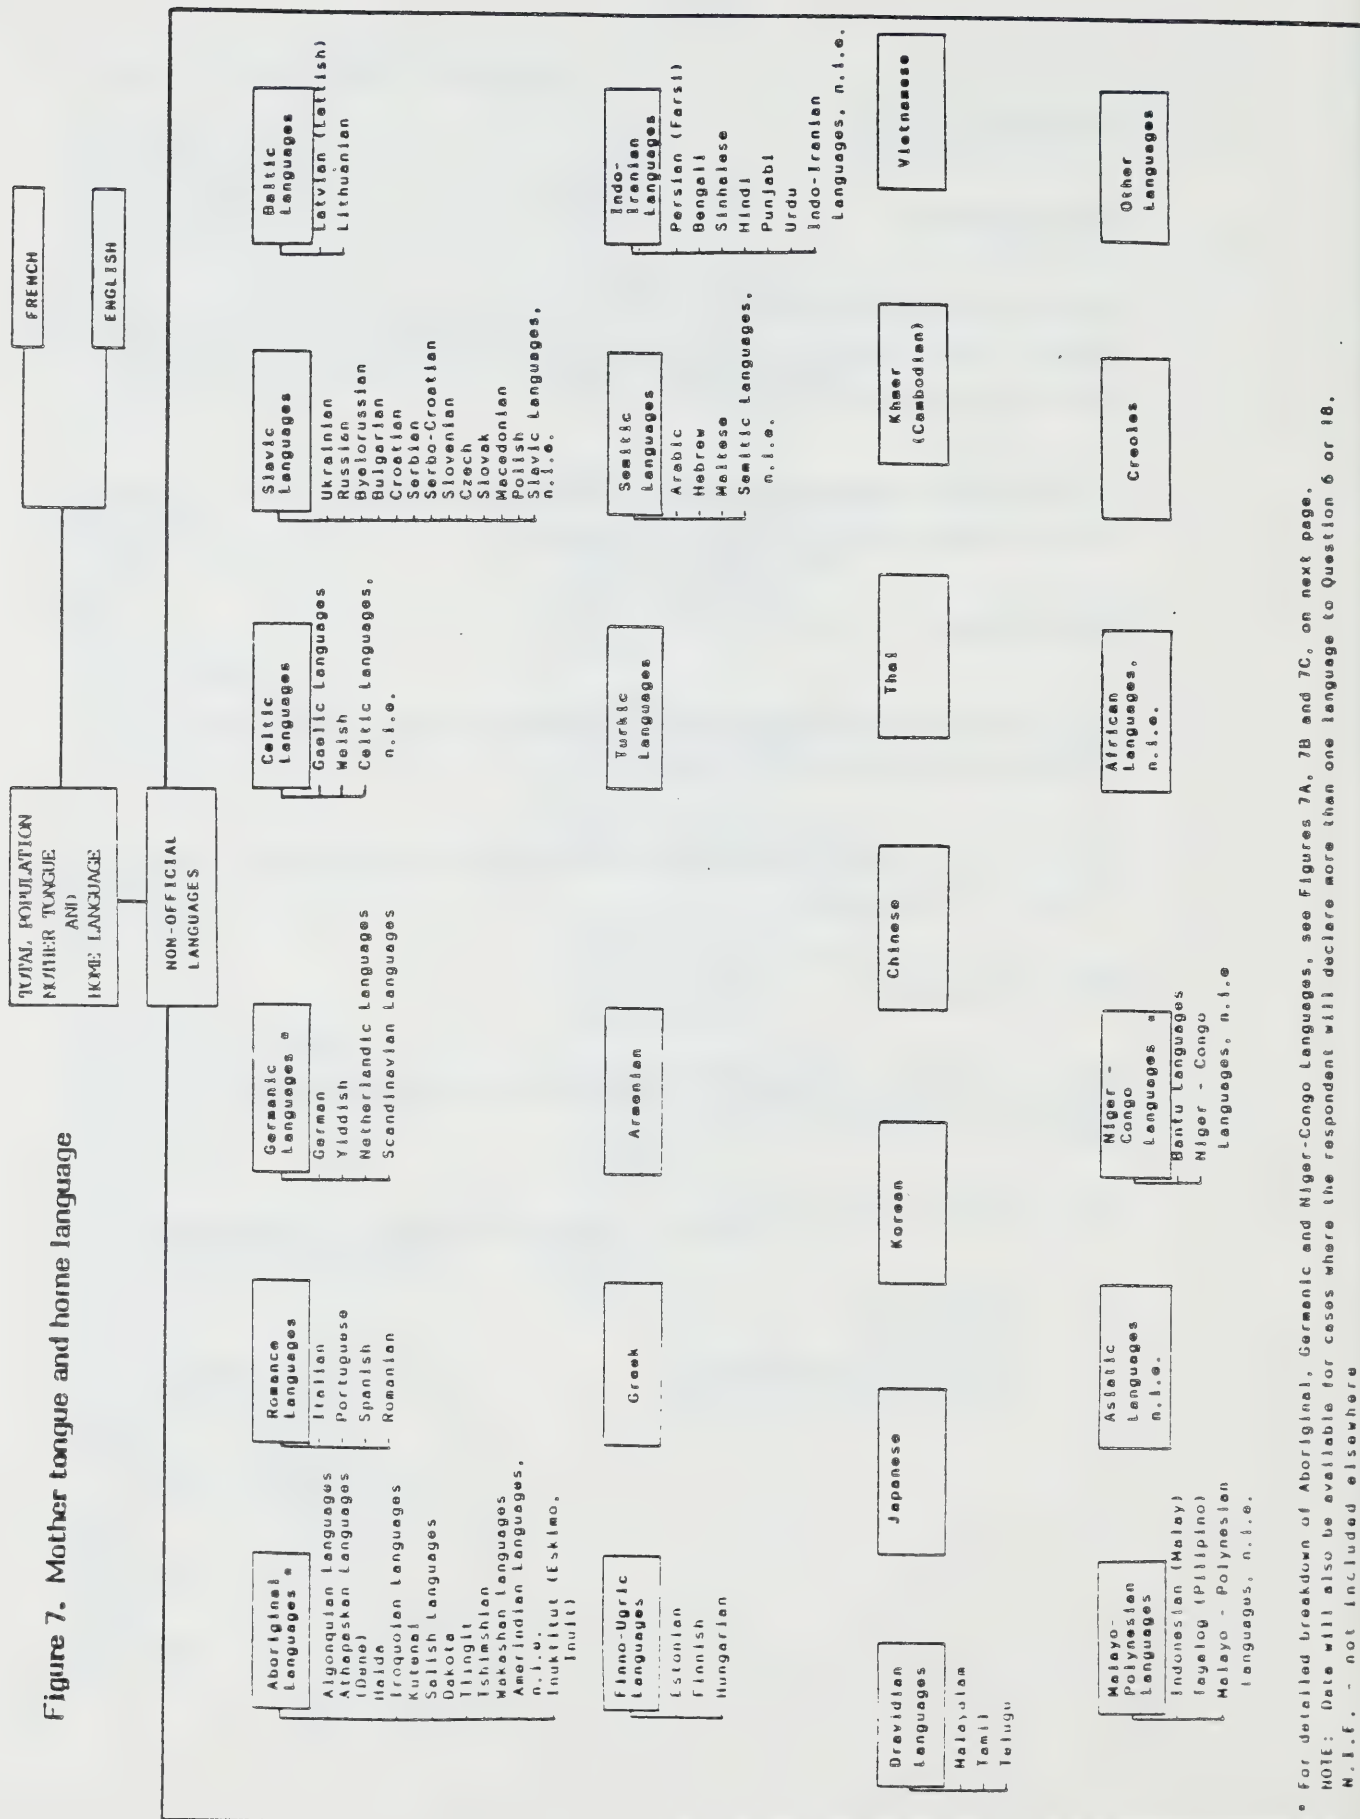 Figure 7. Mother tongue and home language
TOTAL POPULATION
MOTHER TONGUE
AND
HOME LANGUAGE
FRENCH
ENGLISH
NON-OFFICIAL
LANGUAGES
Aboriginal
Languages *
Algonquian Languages
Athapaskan Languages
(Dene)
Haida
Iroquoian Languages
Kutenai
Salish Languages
Dakota
Tlingit
Tshimshian
Wakashan Languages
Amerindian Languages,
n.i.e.
Inuktitut (Eskimo,
Inuit)
Romance
Languages
- Italian
- Portuguese
- Spanish
- Romanian
Germanic
Languages *
German
Yiddish
Netherlandic Languages
Scandinavian Languages
Celtic
Languages
Gaelic Languages
Welsh
Celtic Languages,
n.i.e.
Slavic
Languages
Ukrainian
Russian
Byelorussian
Bulgarian
Croatian
Serbian
Serbo-Croatian
Slovenian
Czech
Slovak
Macedonian
Polish
Slavic Languages,
n.i.e.
Baltic
Languages
Latvian (Lettish)
Lithuanian
Finno-Ugric
Languages
Estonian
Finnish
Hungarian
Greek
Armenian
Turkic
Languages
Semitic
Languages
- Arabic
- Hebrew
- Maltese
- Semitic Languages,
n.i.e.
Indo-
Iranian
Languages
Persian (Farsi)
Bengali
Sinhalese
Hindi
Punjabi
Urdu
Indo-Iranian
Languages, n.i.e.
Dravidian
Languages
Malayalam
Tamil
Telugu
Japanese
Korean
Chinese
Thai
Khmer
(Cambodian)
Vietnamese
Malayo-
Polynesian
Languages
Indonesian (Malay)
Tagalog (Pilipino)
Malayo - Polynesian
Languages, n.i.e.
Asiatic
Languages
n.i.e.
Niger -
Congo
Languages *
Bantu Languages
Niger - Congo
Languages, n.i.e
African
Languages,
n.i.e.
Creoles
Other
Languages
* For detailed breakdown of Aboriginal, Germanic and Niger-Congo Languages, see Figures 7A, 7B and 7C, on next page.
NOTE: Data will also be available for cases where the respondent will declare more than one language to Question 6 or 18.
N.I.E. - not included elsewhere